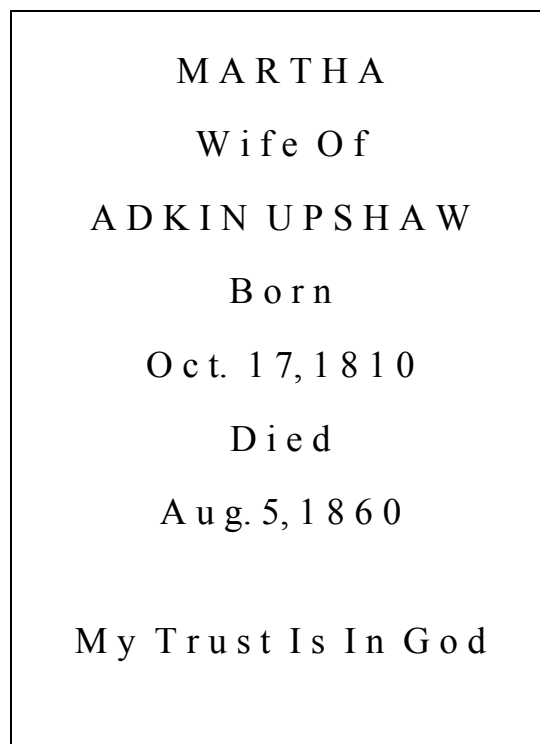 MARTHA
Wife Of
ADKIN UPSHAW
Born
Oct. 17, 1810
Died
Aug. 5, 1860
My Trust Is In God